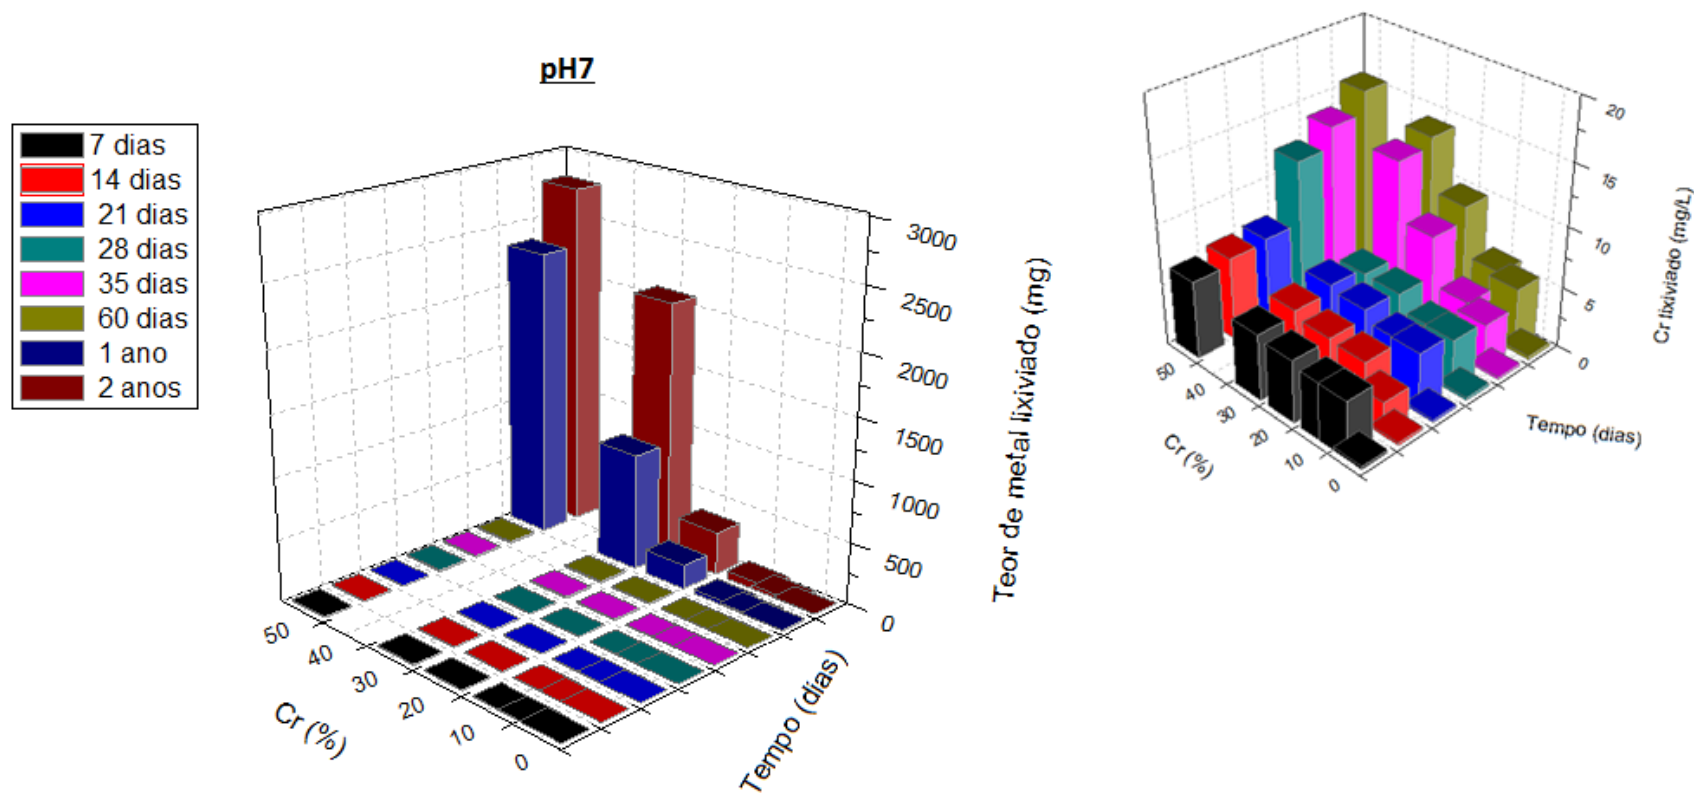 pH7
7 dias
14 dias
21 dias
28 dias
35 dias
60 dias
1 ano
2 anos
3000
2500
2000
1500
1000
500
0
Teor de metal lixiviado (mg)
50
40
30
20
10
0
Cr (%)
Tempo (dias)
20
15
10
5
0
Cr lixiviado (mg/L)
50
40
30
20
10
0
Cr (%)
Tempo (dias)